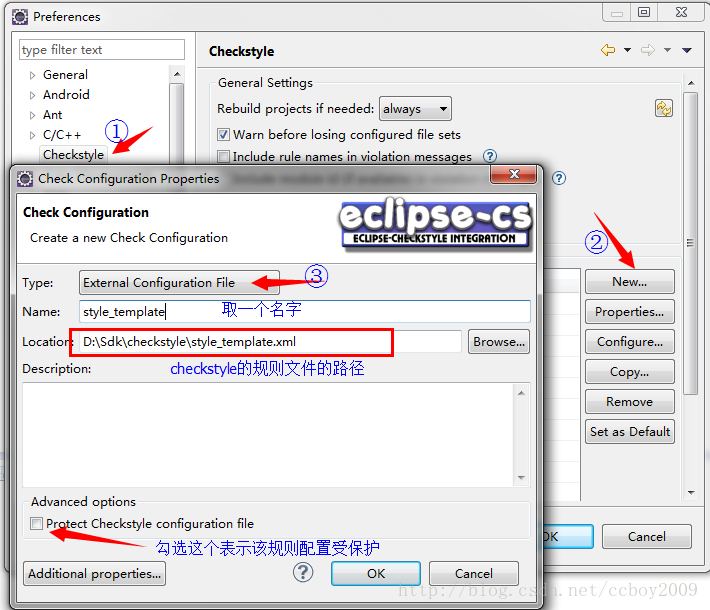 Preferences
type filter text
General
Android
Ant
C/C++
Checkstyle
①
Checkstyle
General Settings
Rebuild projects if needed: always
Warn before losing configured file sets
Include rule names in violation messages
②
New...
Properties...
Configure...
Copy...
Remove
Set as Default
OK
Cancel
Check Configuration Properties
Check Configuration
Create a new Check Configuration
eclipse-cs
ECLIPSE-CHECKSTYLE INTEGRATION
Type: External Configuration File
③
Name: style_template
取一个名字
Location: D:\Sdk\checkstyle\style_template.xml
Browse...
checkstyle的规则文件的路径
Description:
Advanced options
Protect Checkstyle configuration file
勾选这个表示该规则配置受保护
Additional properties...
OK
Cancel
http://blog.csdn.net/ccboy2009